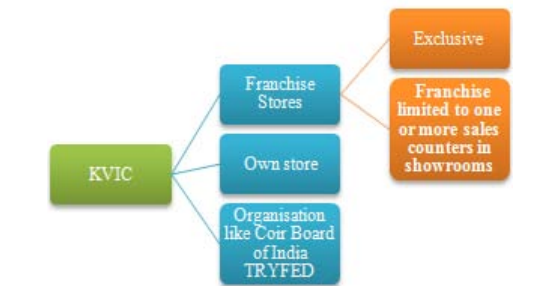 Exclusive
Franchise
Stores
Franchise
limited to one
or more sales
counters in
showrooms
KVIC
Own store
Organisation
like Coir Board
of India
TRYFED